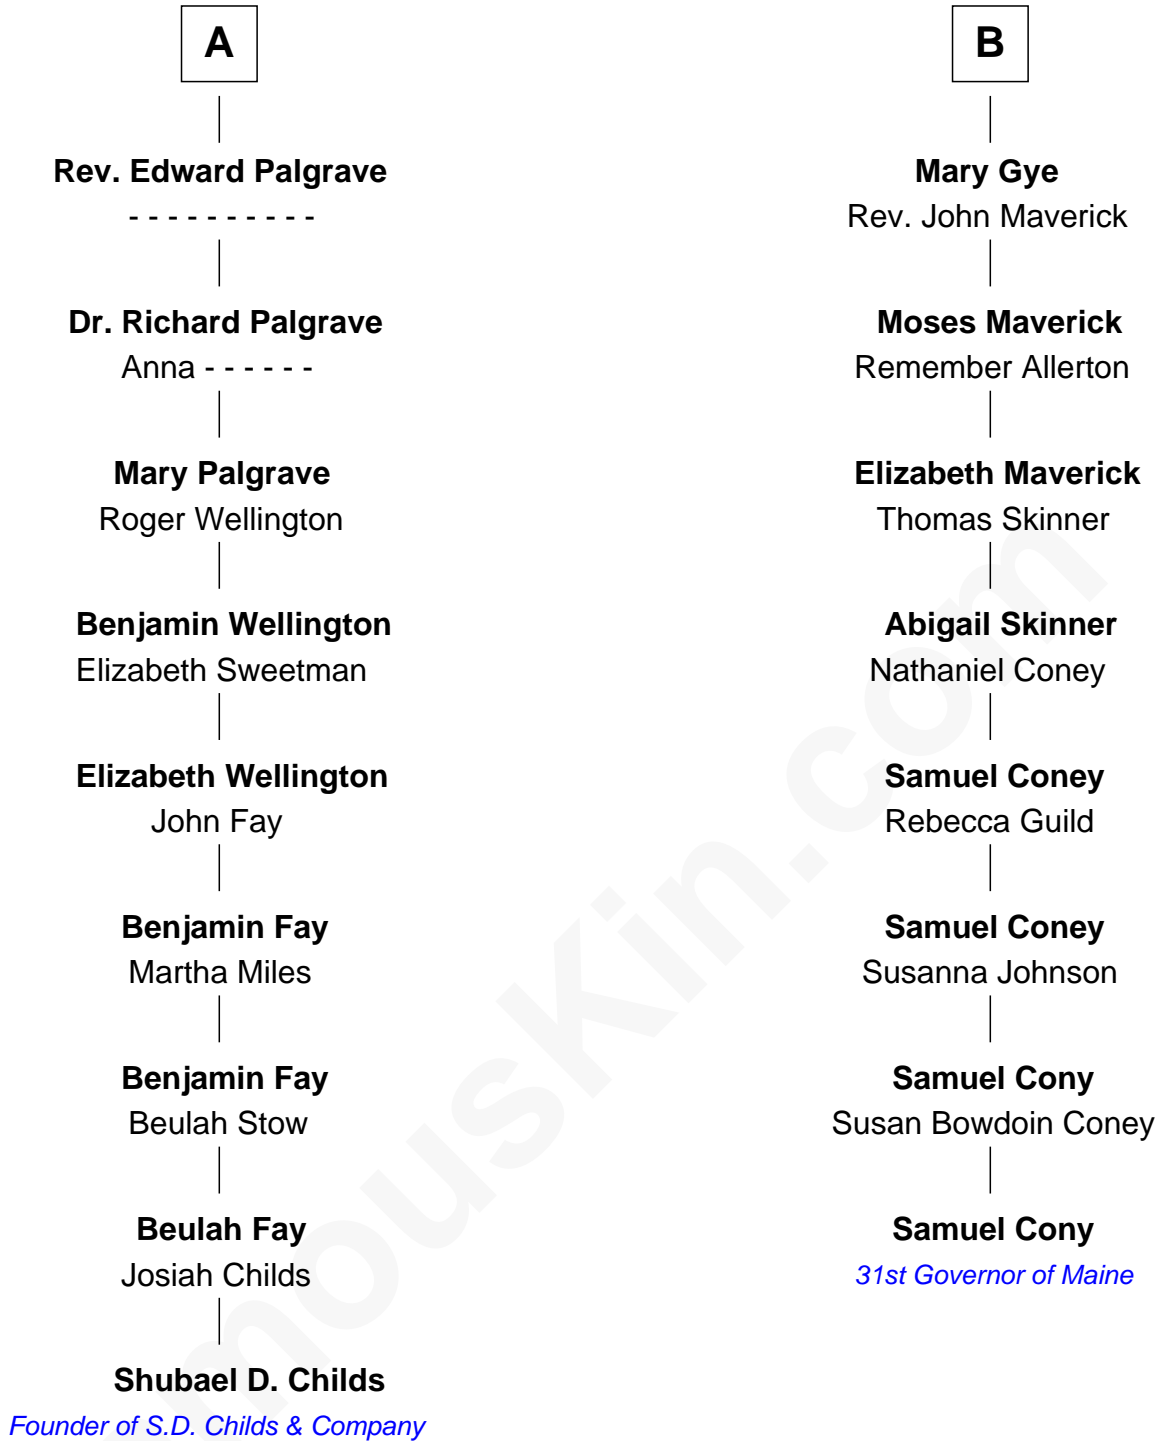 A
Rev. Edward Palgrave
- - - - - - - - - -
Dr. Richard Palgrave
Anna - - - - - -
Mary Palgrave
Roger Wellington
Benjamin Wellington
Elizabeth Sweetman
Elizabeth Wellington
John Fay
Benjamin Fay
Martha Miles
Benjamin Fay
Beulah Stow
Beulah Fay
Josiah Childs
Shubael D. Childs
Founder of S.D. Childs & Company
B
Mary Gye
Rev. John Maverick
Moses Maverick
Remember Allerton
Elizabeth Maverick
Thomas Skinner
Abigail Skinner
Nathaniel Coney
Samuel Coney
Rebecca Guild
Samuel Coney
Susanna Johnson
Samuel Cony
Susan Bowdoin Coney
Samuel Cony
31st Governor of Maine
mousKin.com